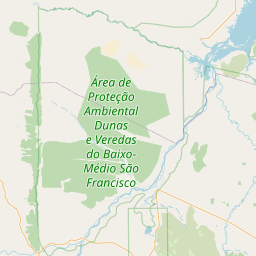 Área de
Proteção
Ambiental
Dunas
e Veredas
do Baixo-
Médio São
Francisco